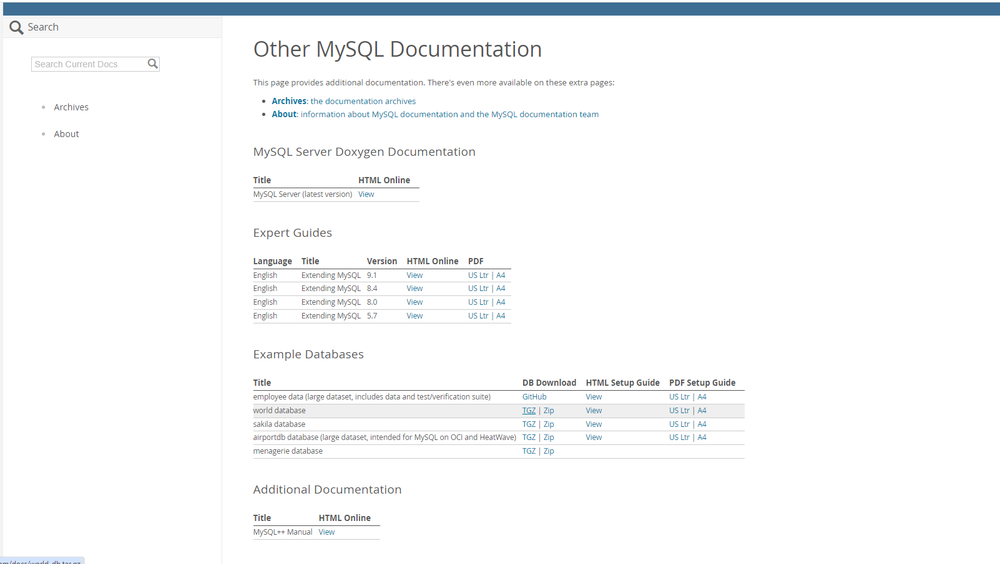 Search
Search Current Docs
Archives
About
Other MySQL Documentation
This page provides additional documentation. There's even more available on these extra pages:
Archives: the documentation archives
About: information about MySQL documentation and the MySQL documentation team
MySQL Server Doxygen Documentation
Title HTML Online
MySQL Server (latest version) View
Expert Guides
Language Title Version HTML Online PDF
English Extending MySQL 9.1 View US Ltr | A4
English Extending MySQL 8.4 View US Ltr | A4
English Extending MySQL 8.0 View US Ltr | A4
English Extending MySQL 5.7 View US Ltr | A4
Example Databases
Title DB Download HTML Setup Guide PDF Setup Guide
employee data (large dataset, includes data and test/verification suite) GitHub View US Ltr | A4
world database TGZ | Zip View US Ltr | A4
sakila database TGZ | Zip View US Ltr | A4
airportdb database (large dataset, intended for MySQL on OCI and HeatWave) TGZ | Zip View US Ltr | A4
menagerie database TGZ | Zip
Additional Documentation
Title HTML Online
MySQL++ Manual View